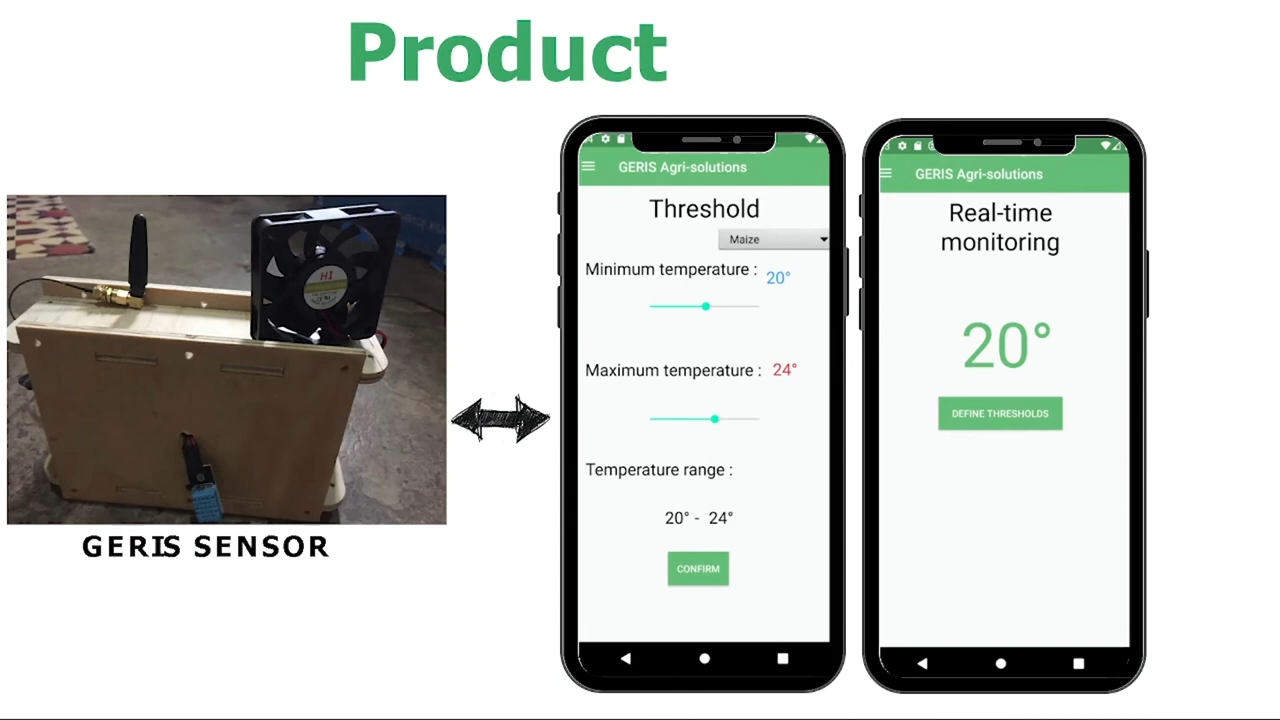 Product
GERIS SENSOR
GERIS Agri-solutions
Threshold
Maize
Minimum temperature :
20°
Maximum temperature :
24°
Temperature range :
20° - 24°
CONFIRM
GERIS Agri-solutions
Real-time
monitoring
20°
DEFINE THRESHOLDS
HI